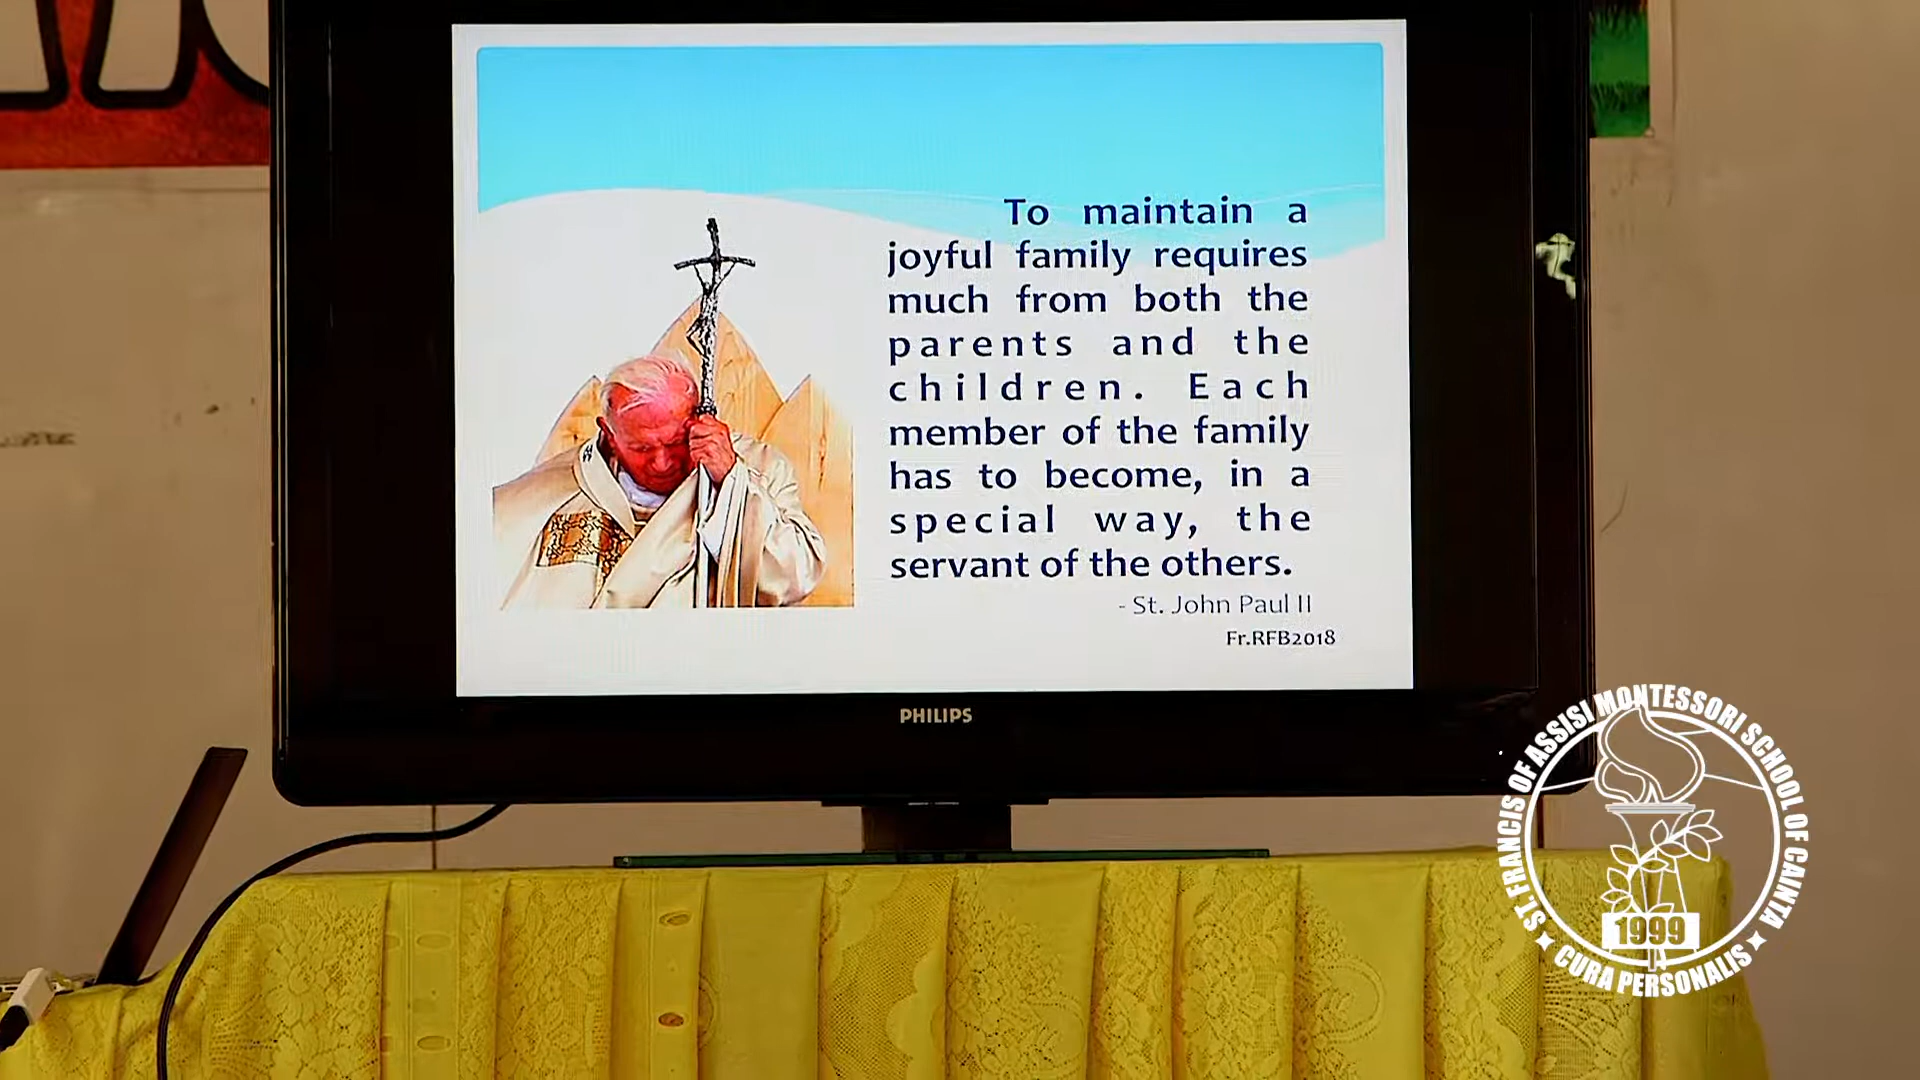 To maintain a
joyful family requires
much from both the
parents and the
children. Each
member of the family
has to become, in a
special way, the
servant of the others.
- St. John Paul II
Fr.RFB2018
PHILIPS
ST. FRANCIS OF ASSISI MONTESSORI SCHOOL OF CAINTA
1999
CURA PERSONALIS